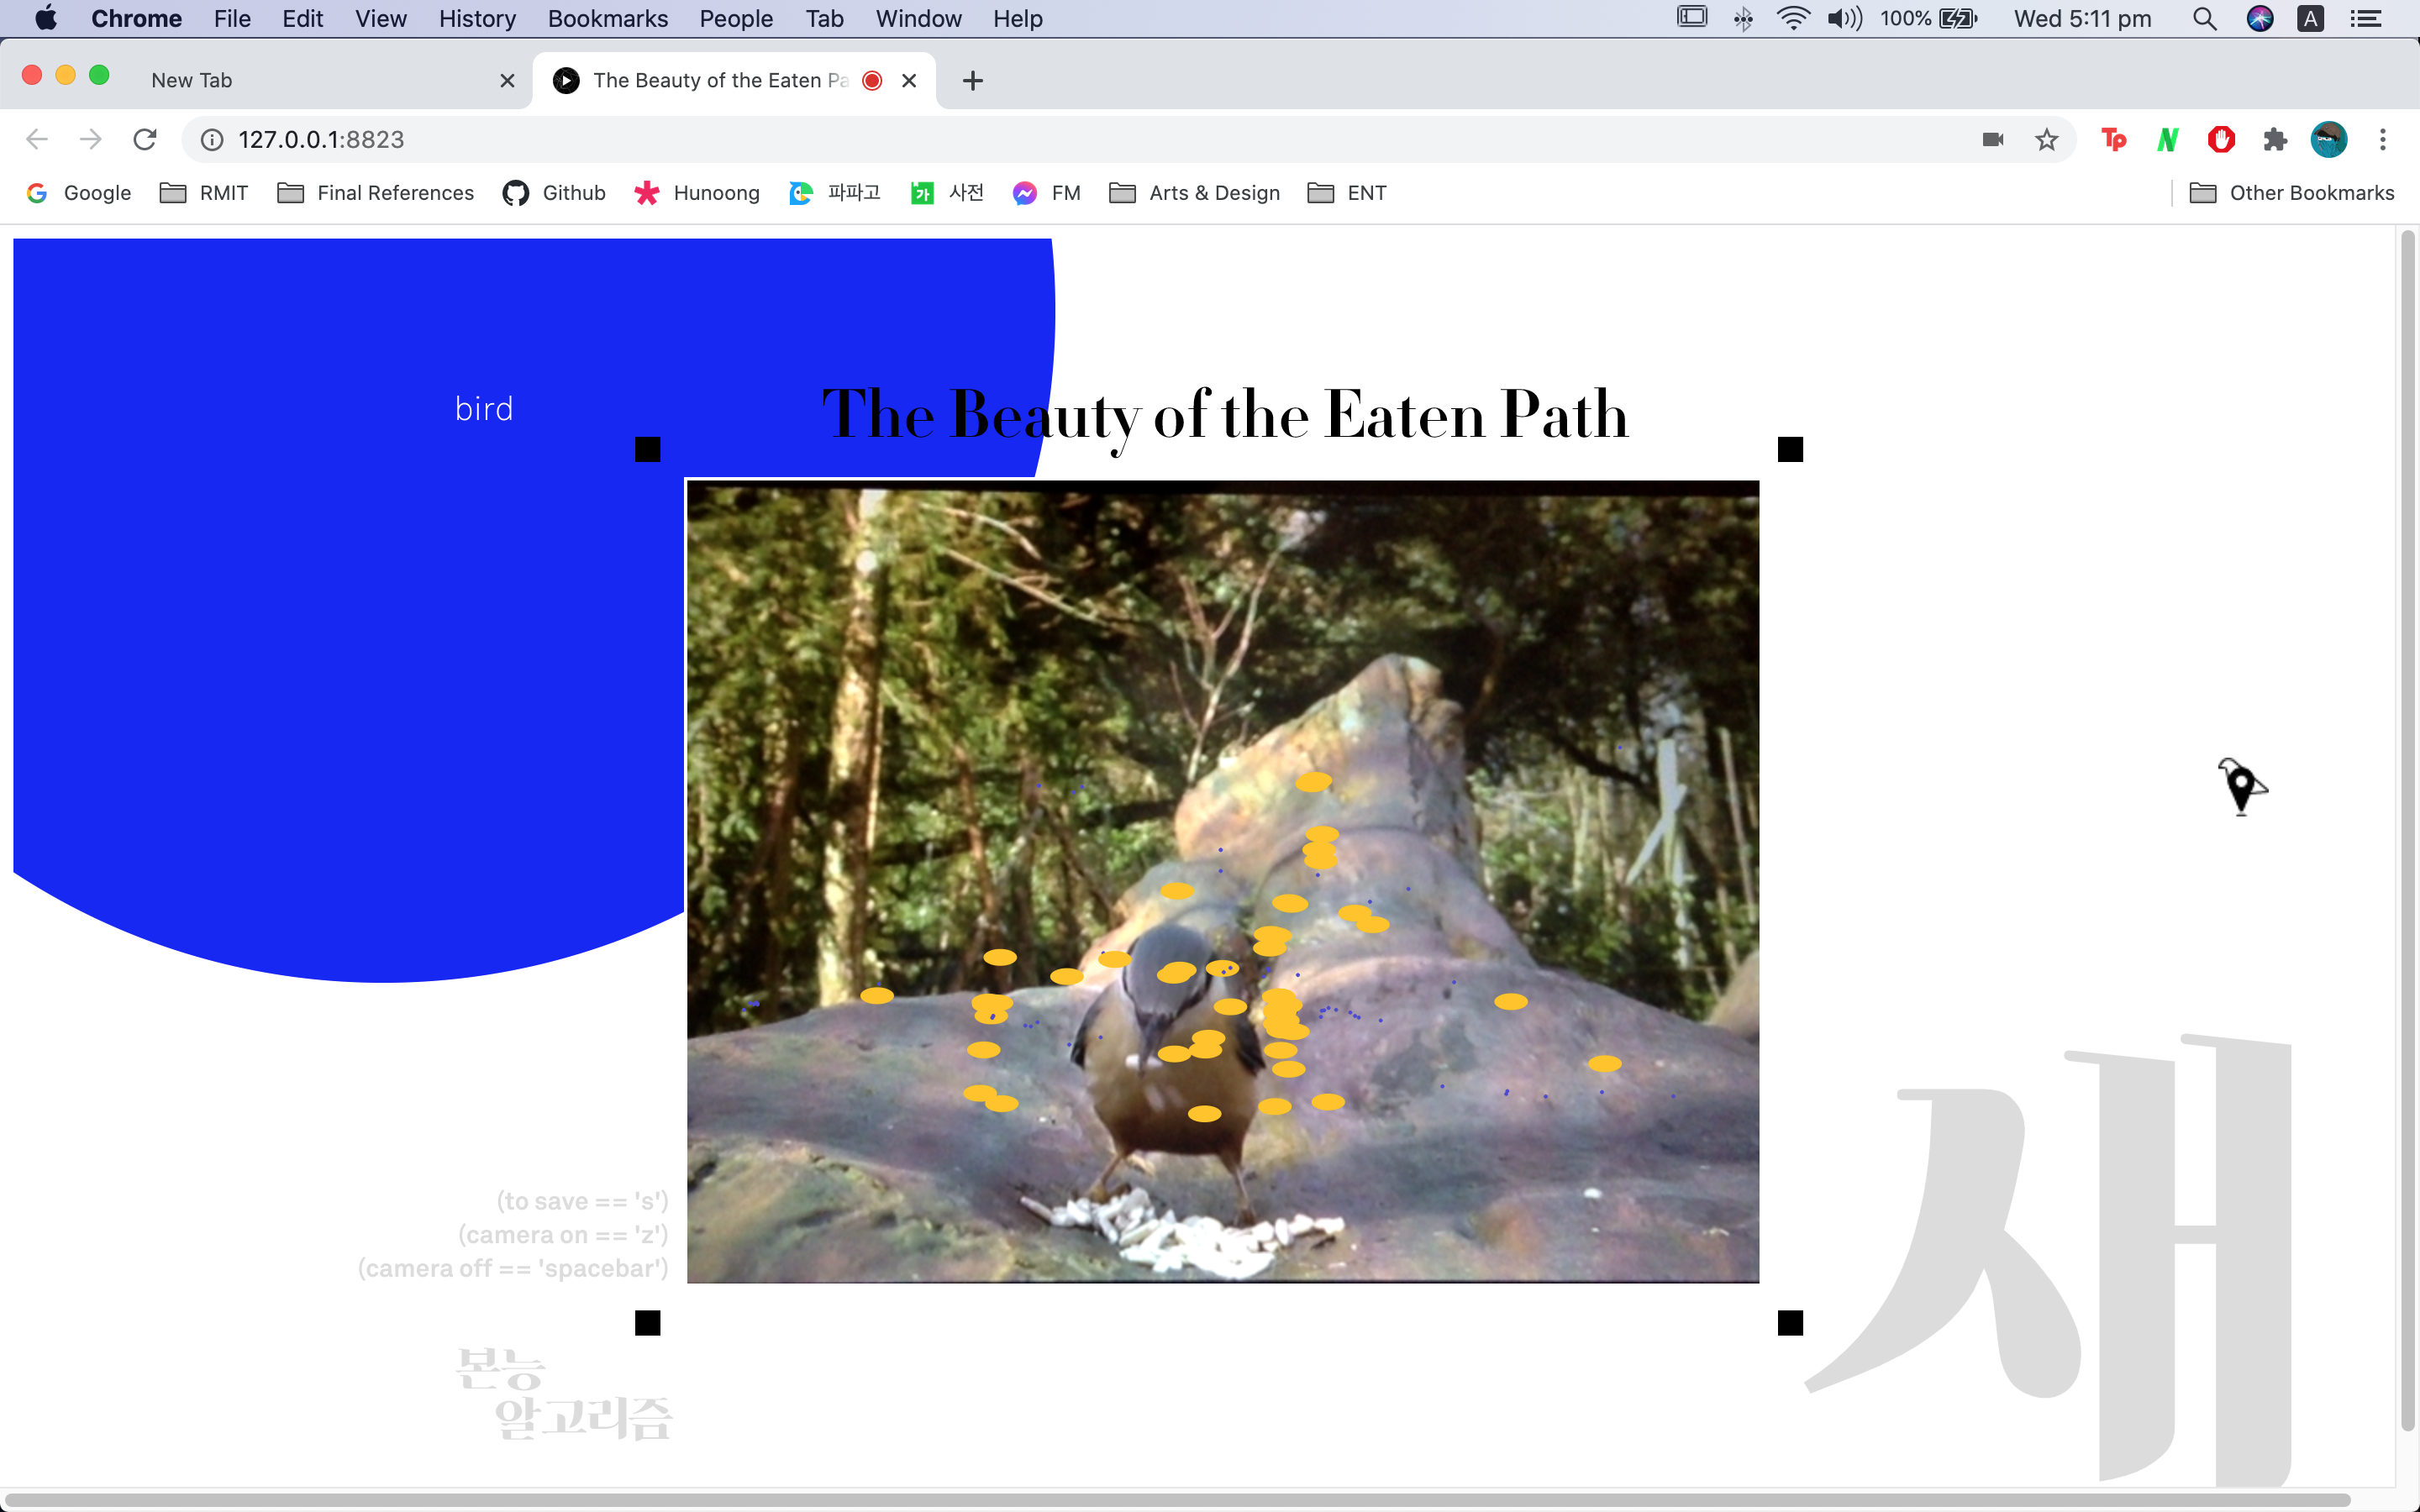 Chrome File Edit View History Bookmarks People Tab Window Help 100% Wed 5:11 pm A
New Tab The Beauty of the Eaten Pa
127.0.0.1:8823 Tp N
Google RMIT Final References Github Hunoong 파파고 가 사전 FM Arts & Design ENT Other Bookmarks
bird
The Beauty of the Eaten Path
(to save == 's')
(camera on == 'z')
(camera off == 'spacebar')
본능
알고리즘
새